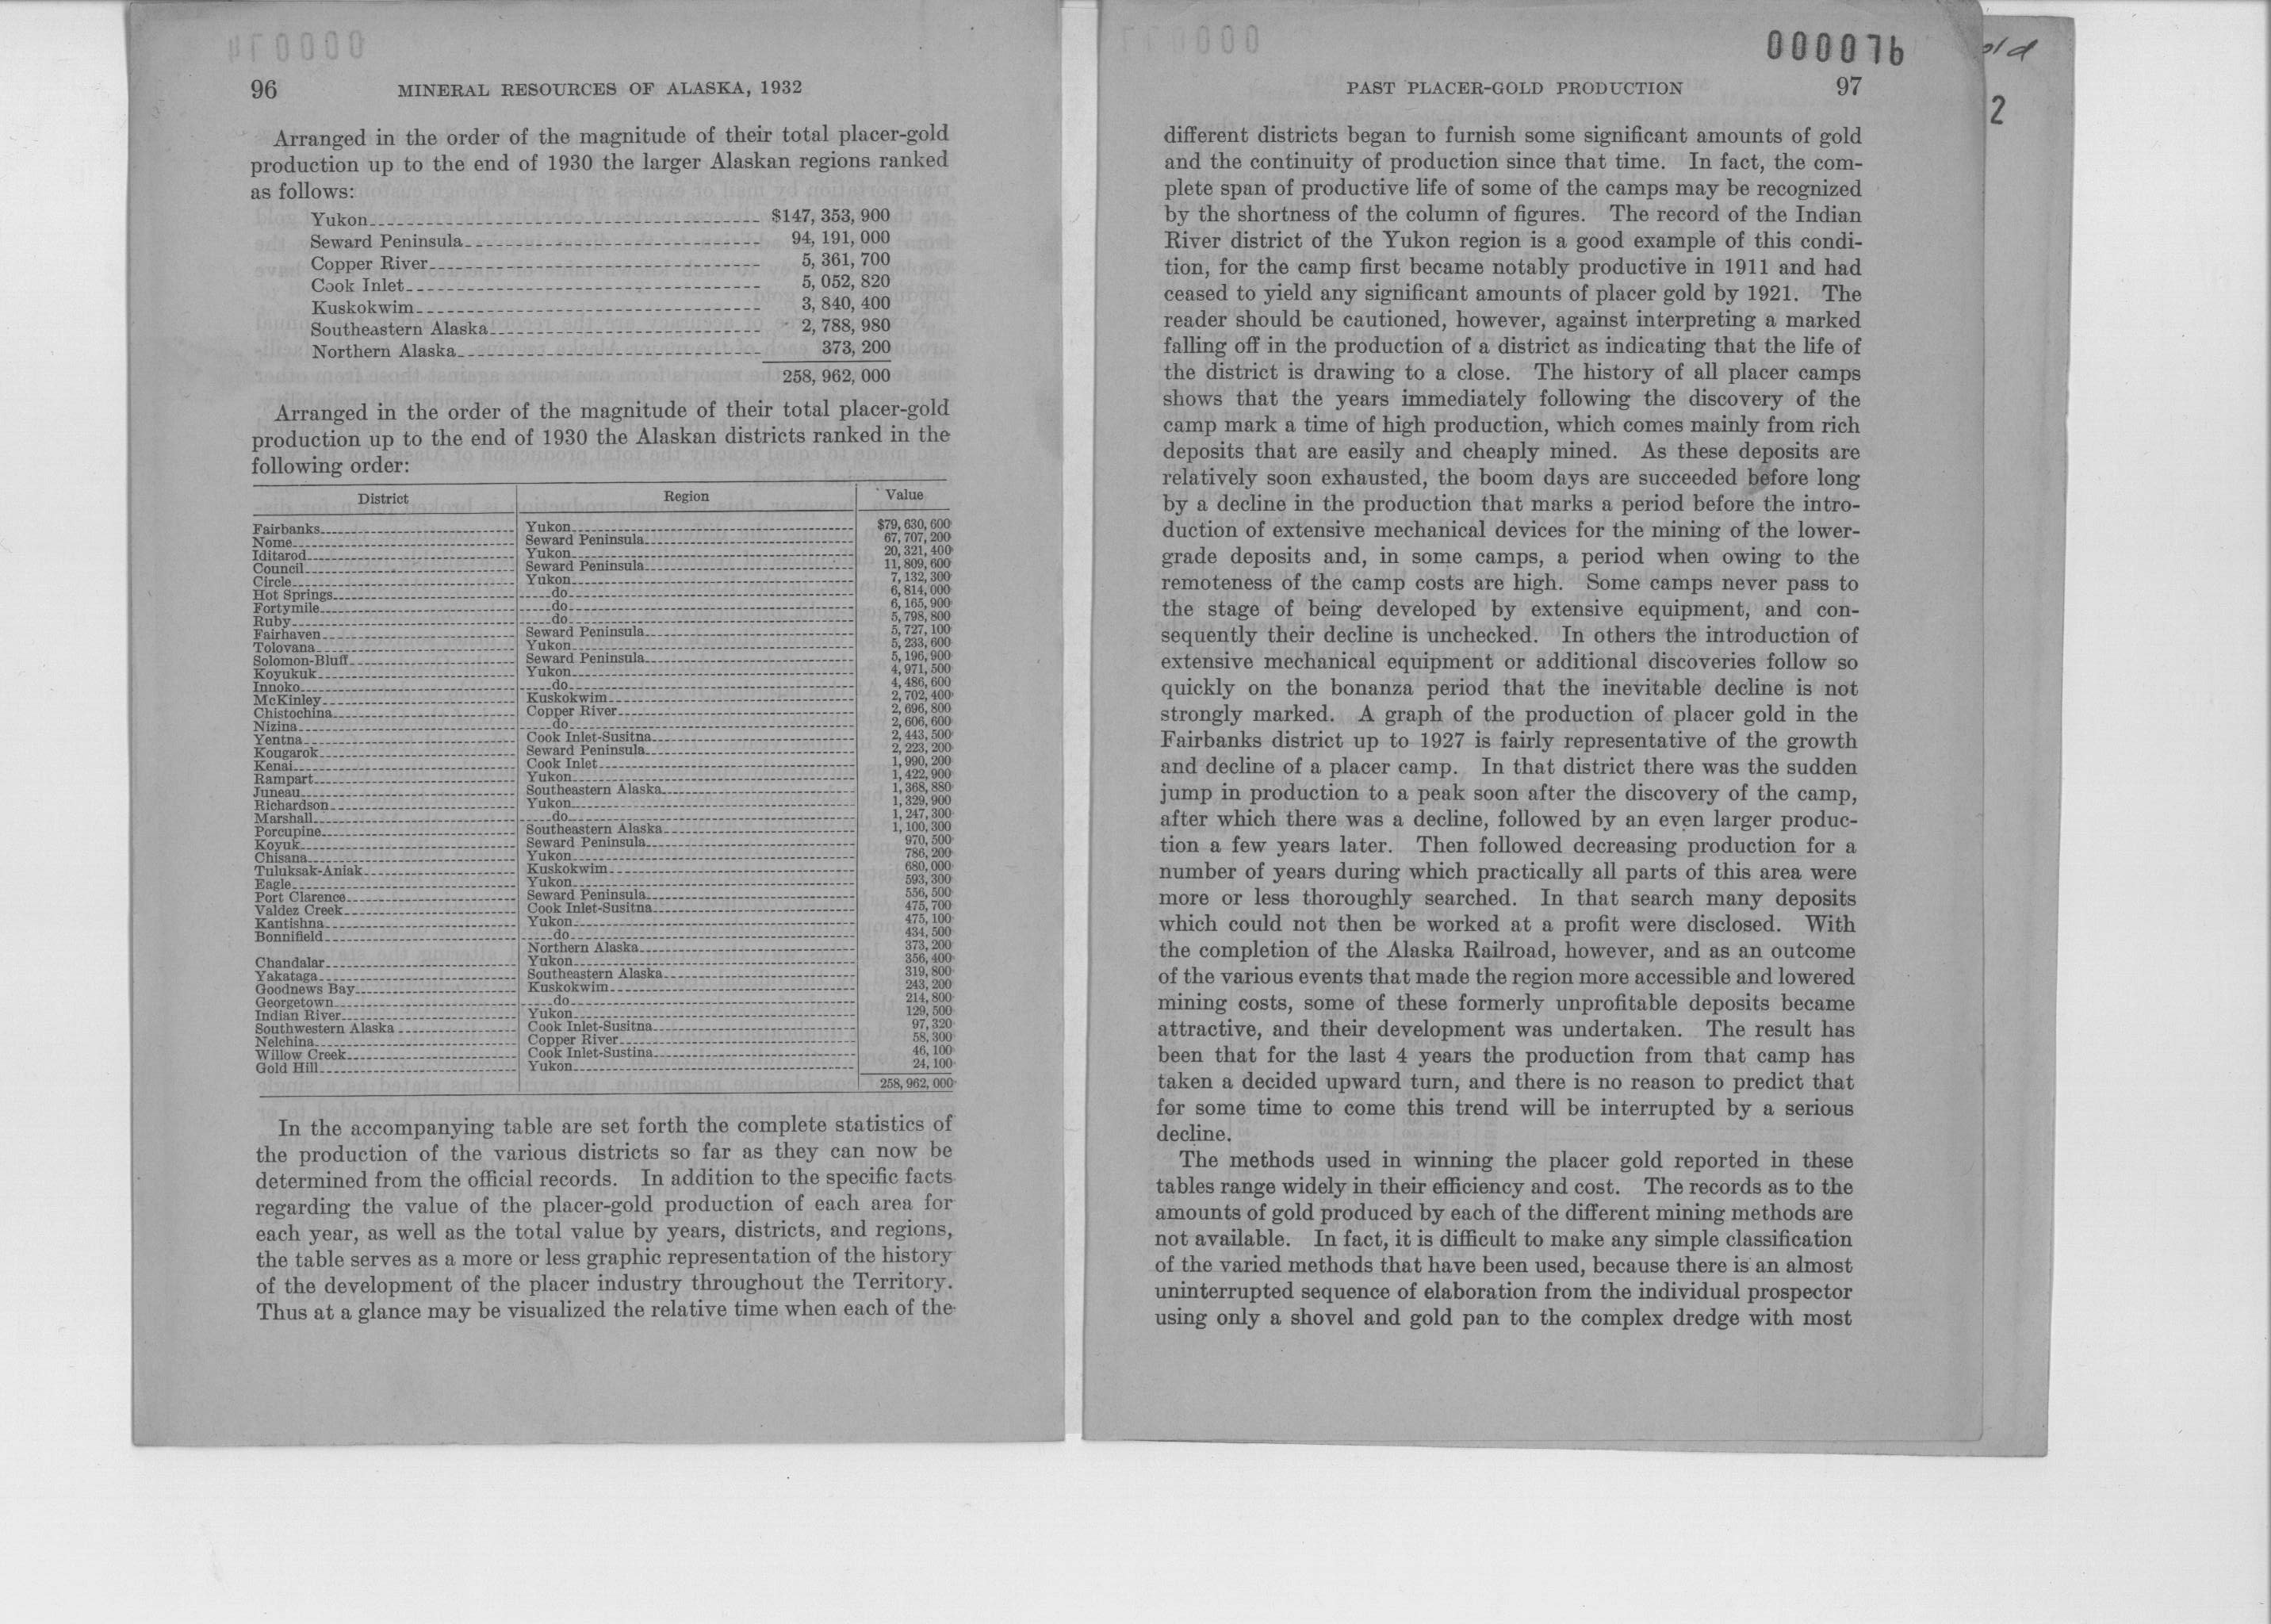 96 MINERAL RESOURCES OF ALASKA, 1932
Arranged in the order of the magnitude of their total placer-gold
production up to the end of 1930 the larger Alaskan regions ranked
as follows:
Yukon $147,353,900
Seward Peninsula 94,191,000
Copper River 5,361,700
Cook Inlet 5,052,820
Kuskokwim 3,840,400
Southeastern Alaska 2,788,980
Northern Alaska 373,200
258,962,000
Arranged in the order of the magnitude of their total placer-gold
production up to the end of 1930 the Alaskan districts ranked in the
following order:
District Region Value
Fairbanks Yukon $79,630,600
Nome Seward Peninsula 67,707,200
Iditarod Yukon 20,321,400
Council Seward Peninsula 11,809,600
Circle Yukon 7,132,300
Hot Springs do 6,814,000
Fortymile do 6,165,900
Ruby do 5,798,800
Fairhaven Seward Peninsula 5,727,100
Tolovana Yukon 5,233,600
Solomon-Bluff Seward Peninsula 5,196,900
Koyukuk Yukon 4,971,500
Innoko do 4,486,600
McKinley Kuskokwim 2,702,400
Chistochina Copper River 2,696,800
Nizina do 2,606,600
Yentna Cook Inlet-Susitna 2,443,500
Kougarok Seward Peninsula 2,223,200
Kenai Cook Inlet 1,990,200
Rampart Yukon 1,422,900
Juneau Southeastern Alaska 1,368,880
Richardson Yukon 1,329,900
Marshall do 1,247,300
Porcupine Southeastern Alaska 1,100,300
Koyuk Seward Peninsula 970,500
Chisana Yukon 786,200
Tuluksak-Aniak Kuskokwim 680,000
Eagle Yukon 593,300
Port Clarence Seward Peninsula 556,500
Valdez Creek Cook Inlet-Susitna 475,700
Kantishna Yukon 475,100
Bonnifield do 434,500
Northern Alaska 373,200
Chandalar Yukon 356,400
Yakataga Southeastern Alaska 319,800
Goodnews Bay Kuskokwim 243,200
Georgetown do 214,800
Indian River Yukon 129,500
Southwestern Alaska Cook Inlet-Susitna 97,320
Nelchina Copper River 58,300
Willow Creek Cook Inlet-Sustina 46,100
Gold Hill Yukon 24,100
258,962,000
In the accompanying table are set forth the complete statistics of
the production of the various districts so far as they can now be
determined from the official records. In addition to the specific facts
regarding the value of the placer-gold production of each area for
each year, as well as the total value by years, districts, and regions,
the table serves as a more or less graphic representation of the history
of the development of the placer industry throughout the Territory.
Thus at a glance may be visualized the relative time when each of the
000076
PAST PLACER-GOLD PRODUCTION 97
different districts began to furnish some significant amounts of gold
and the continuity of production since that time. In fact, the com-
plete span of productive life of some of the camps may be recognized
by the shortness of the column of figures. The record of the Indian
River district of the Yukon region is a good example of this condi-
tion, for the camp first became notably productive in 1911 and had
ceased to yield any significant amounts of placer gold by 1921. The
reader should be cautioned, however, against interpreting a marked
falling off in the production of a district as indicating that the life of
the district is drawing to a close. The history of all placer camps
shows that the years immediately following the discovery of the
camp mark a time of high production, which comes mainly from rich
deposits that are easily and cheaply mined. As these deposits are
relatively soon exhausted, the boom days are succeeded before long
by a decline in the production that marks a period before the intro-
duction of extensive mechanical devices for the mining of the lower-
grade deposits and, in some camps, a period when owing to the
remoteness of the camp costs are high. Some camps never pass to
the stage of being developed by extensive equipment, and con-
sequently their decline is unchecked. In others the introduction of
extensive mechanical equipment or additional discoveries follow so
quickly on the bonanza period that the inevitable decline is not
strongly marked. A graph of the production of placer gold in the
Fairbanks district up to 1927 is fairly representative of the growth
and decline of a placer camp. In that district there was the sudden
jump in production to a peak soon after the discovery of the camp,
after which there was a decline, followed by an even larger produc-
tion a few years later. Then followed decreasing production for a
number of years during which practically all parts of this area were
more or less thoroughly searched. In that search many deposits
which could not then be worked at a profit were disclosed. With
the completion of the Alaska Railroad, however, and as an outcome
of the various events that made the region more accessible and lowered
mining costs, some of these formerly unprofitable deposits became
attractive, and their development was undertaken. The result has
been that for the last 4 years the production from that camp has
taken a decided upward turn, and there is no reason to predict that
for some time to come this trend will be interrupted by a serious
decline.
The methods used in winning the placer gold reported in these
tables range widely in their efficiency and cost. The records as to the
amounts of gold produced by each of the different mining methods are
not available. In fact, it is difficult to make any simple classification
of the varied methods that have been used, because there is an almost
uninterrupted sequence of elaboration from the individual prospector
using only a shovel and gold pan to the complex dredge with most
old
2